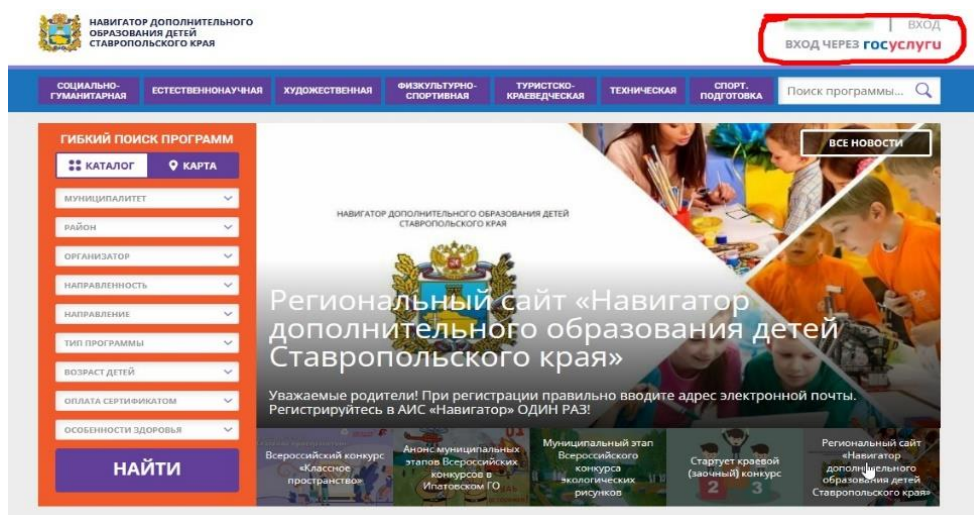 НАВИГАТОР ДОПОЛНИТЕЛЬНОГО
ОБРАЗОВАНИЯ ДЕТЕЙ
СТАВРОПОЛЬСКОГО КРАЯ
ВХОД
ВХОД ЧЕРЕЗ госуслуги
СОЦИАЛЬНО-
ГУМАНИТАРНАЯ
ЕСТЕСТВЕННОНАУЧНАЯ
ХУДОЖЕСТВЕННАЯ
ФИЗКУЛЬТУРНО-
СПОРТИВНАЯ
ТУРИСТСКО-
КРАЕВЕДЧЕСКАЯ
ТЕХНИЧЕСКАЯ
СПОРТ.
ПОДГОТОВКА
Поиск программы...
ГИБКИЙ ПОИСК ПРОГРАММ
КАТАЛОГ
КАРТА
МУНИЦИПАЛИТЕТ
РАЙОН
ОРГАНИЗАТОР
НАПРАВЛЕННОСТЬ
НАПРАВЛЕНИЕ
ТИП ПРОГРАММЫ
ВОЗРАСТ ДЕТЕЙ
ОПЛАТА СЕРТИФИКАТОМ
ОСОБЕННОСТИ ЗДОРОВЬЯ
НАЙТИ
ВСЕ НОВОСТИ
НАВИГАТОР ДОПОЛНИТЕЛЬНОГО ОБРАЗОВАНИЯ ДЕТЕЙ
СТАВРОПОЛЬСКОГО КРАЯ
Региональный сайт «Навигатор
дополнительного образования детей
Ставропольского края»
Уважаемые родители! При регистрации правильно вводите адрес электронной почты.
Регистрируйтесь в АИС «Навигатор» ОДИН РАЗ!
Всероссийский конкурс
«Классное
пространство»
Анонс муниципальных
этапов Всероссийских
конкурсов в
Ипатовском ГО
Муниципальный этап
Всероссийского
конкурса
экологических
рисунков
Стартует краевой
(заочный) конкурс
2 3
Региональный сайт
«Навигатор
дополнительного
образования детей
Ставропольского края»